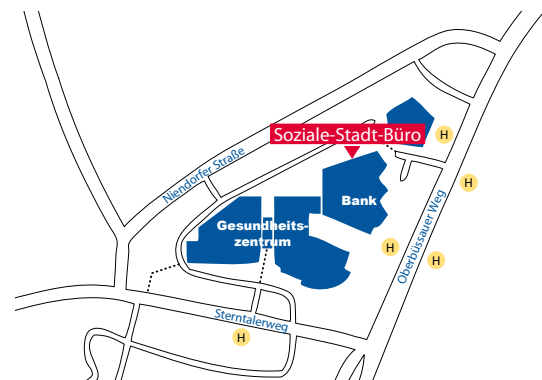 Soziale-Stadt-Büro
H
Niendorfer Straße
H
Bank
Gesundheits-
zentrum
Oberbüssauer Weg
H
H
Sterntalerweg
H